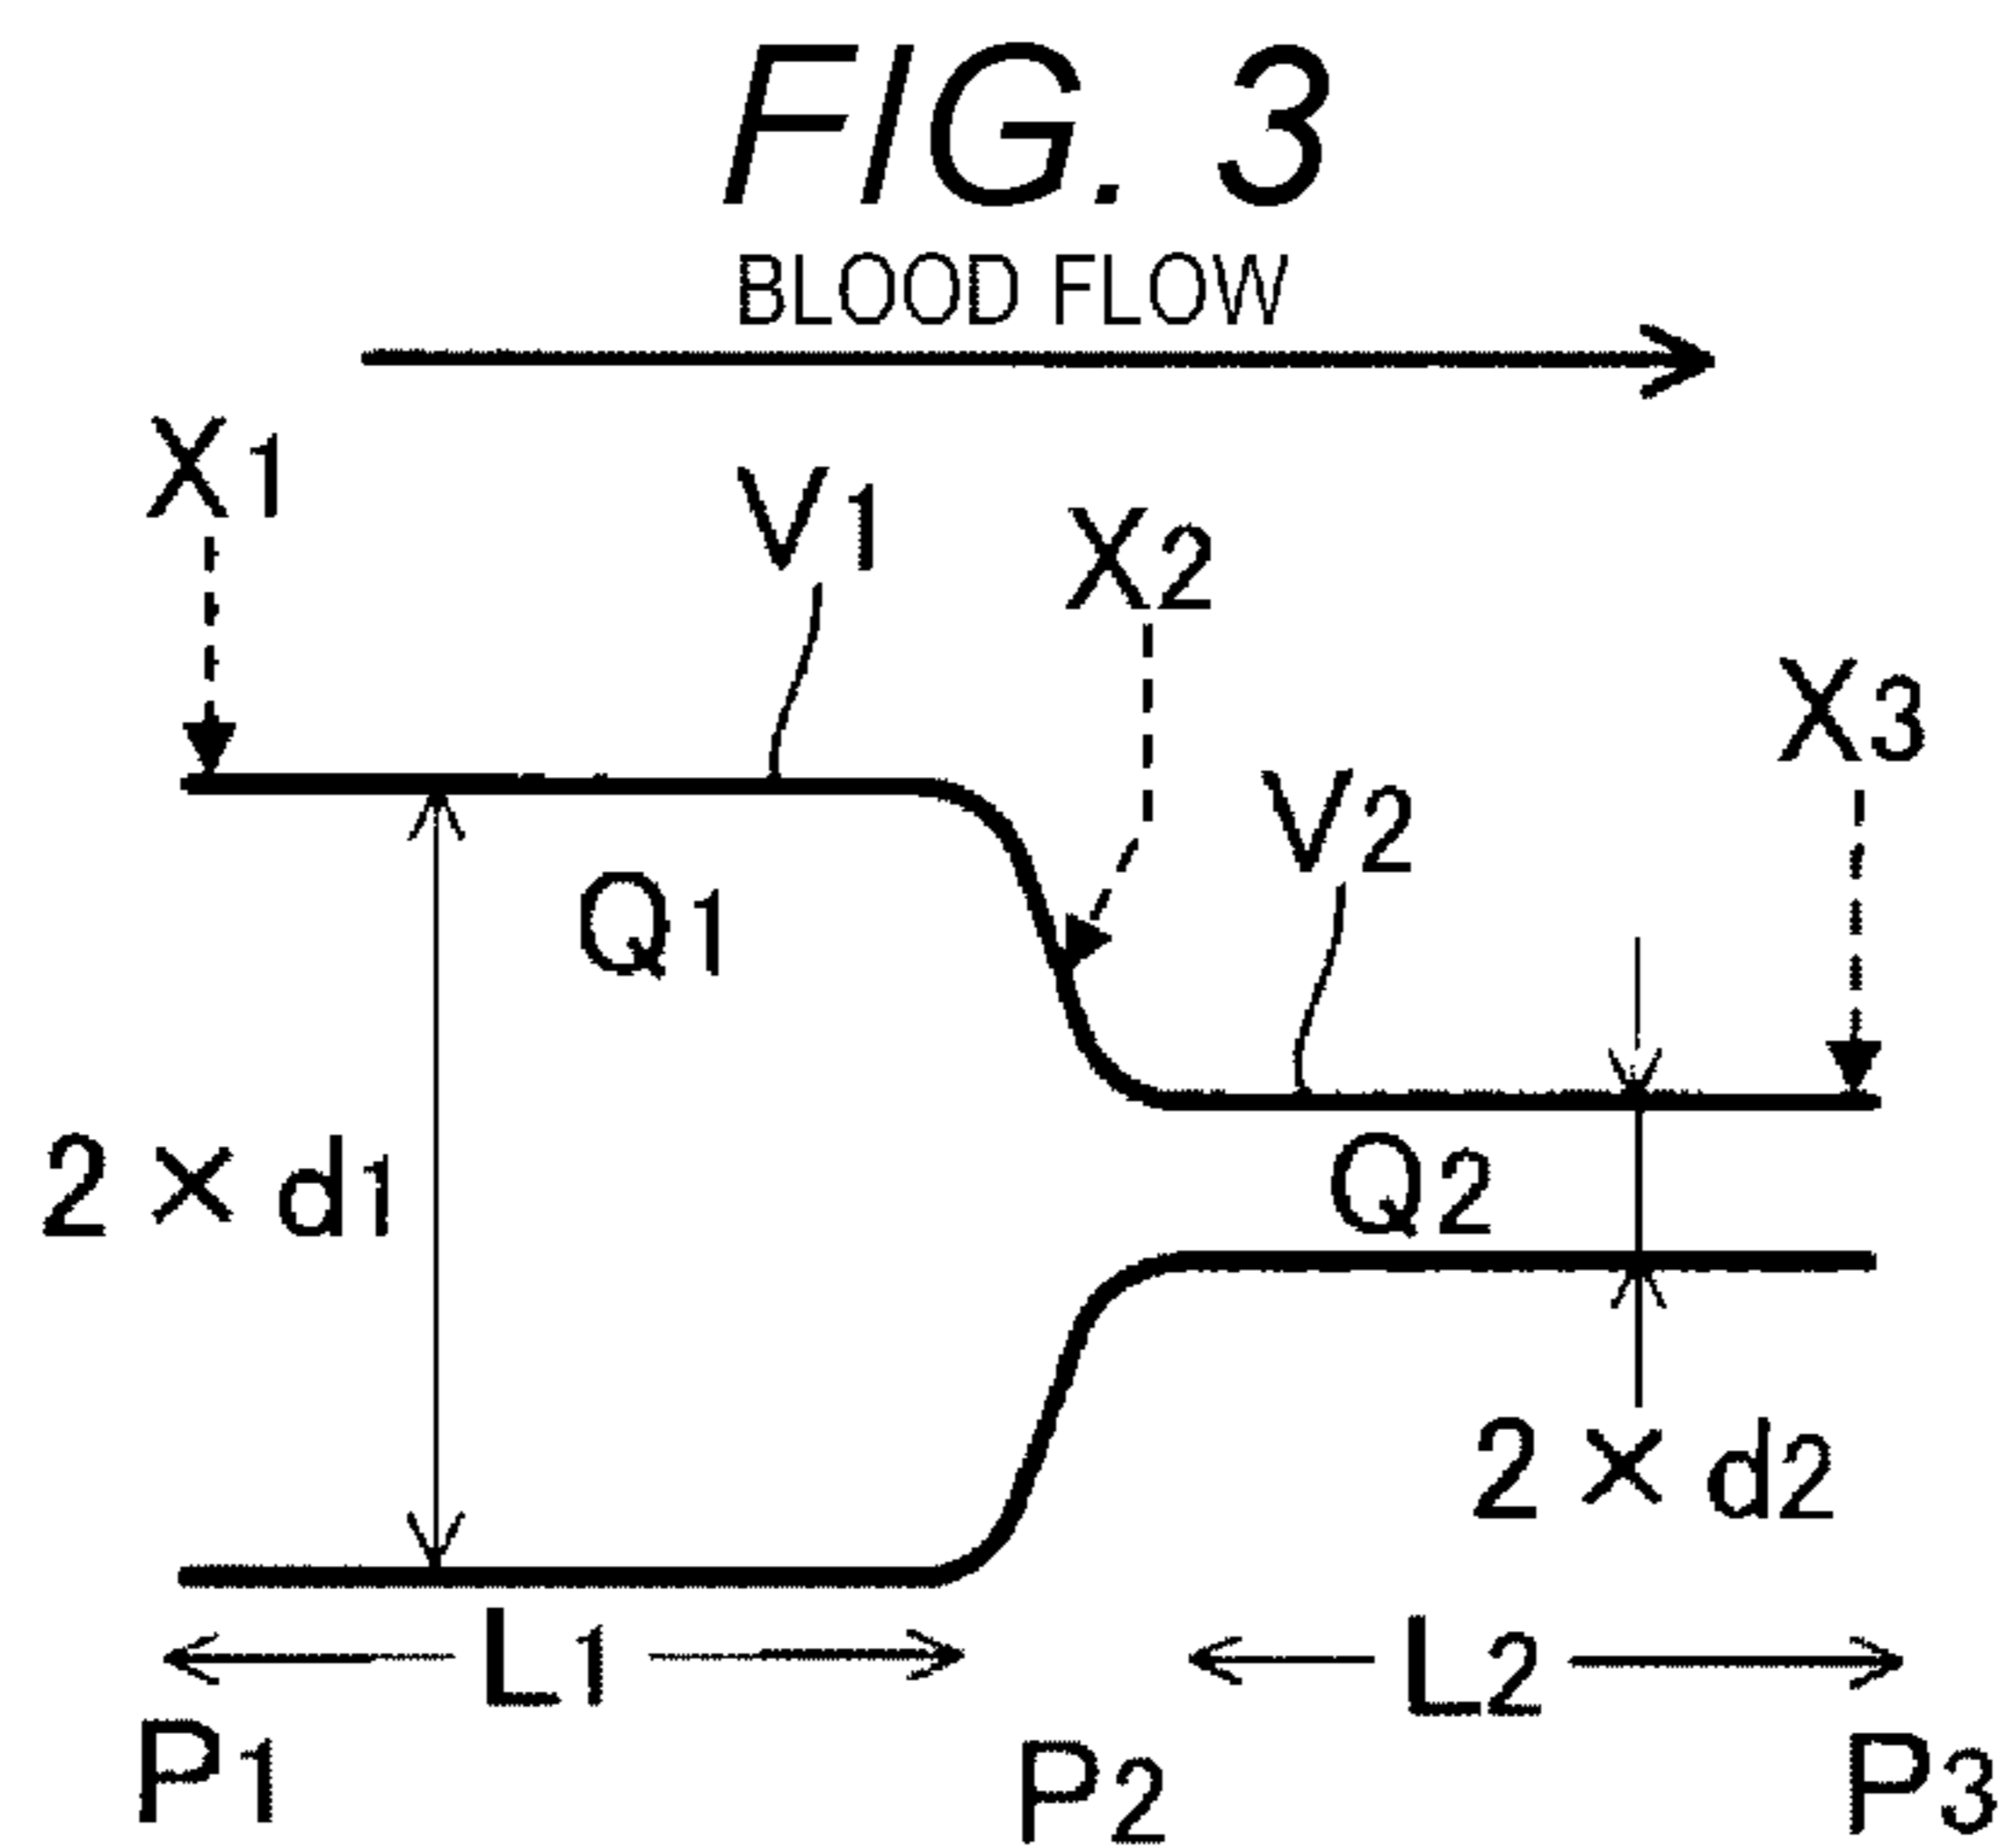 FIG. 3
BLOOD FLOW
X1
V1
X2
X3
V2
Q1
Q2
2 × d1
2 × d2
L1
L2
P1
P2
P3